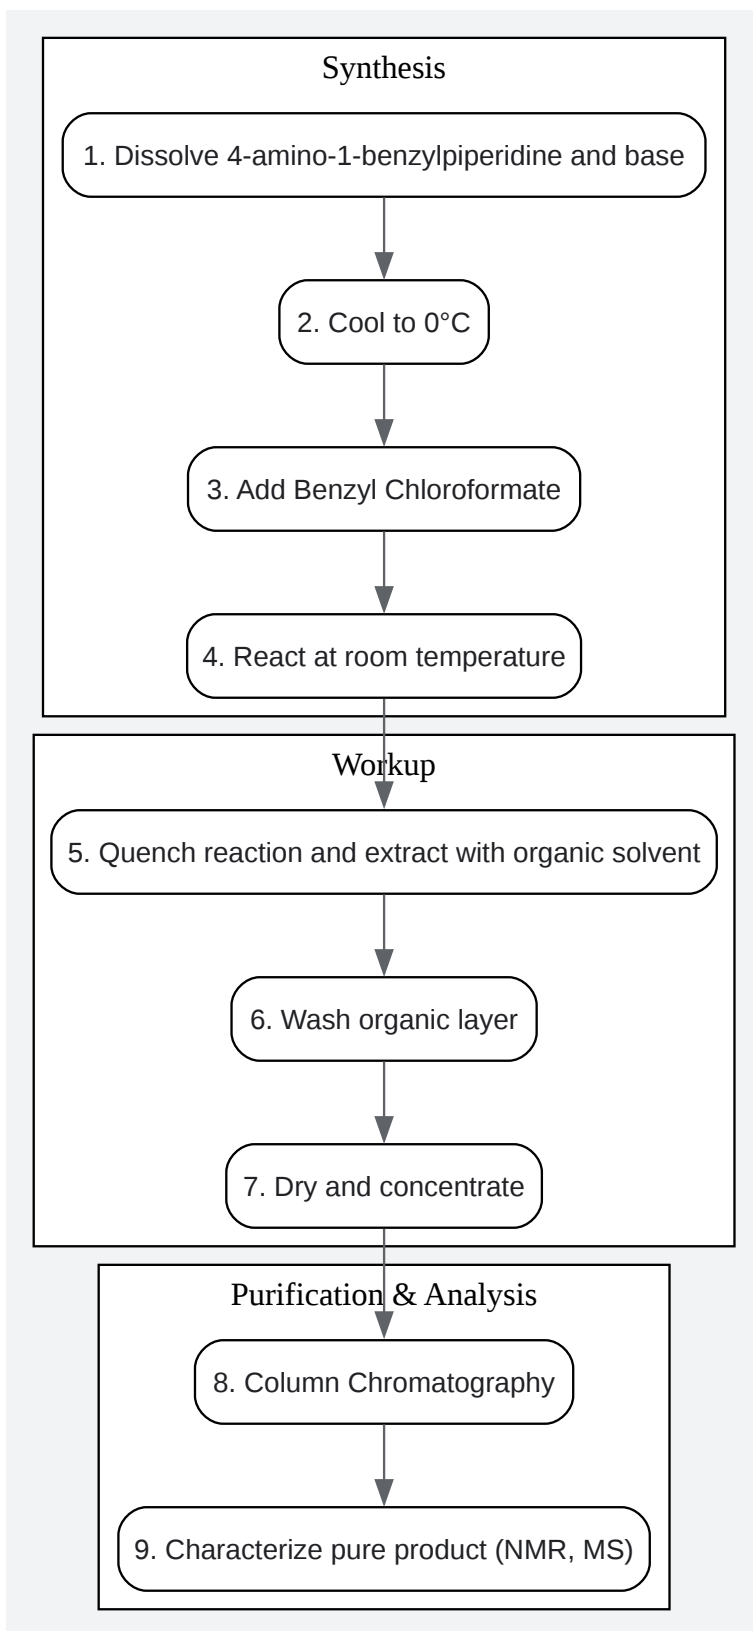 Synthesis
1. Dissolve 4-amino-1-benzylpiperidine and base
2. Cool to 0°C
3. Add Benzyl Chloroformate
4. React at room temperature
Workup
5. Quench reaction and extract with organic solvent
6. Wash organic layer
7. Dry and concentrate
Purification & Analysis
8. Column Chromatography
9. Characterize pure product (NMR, MS)